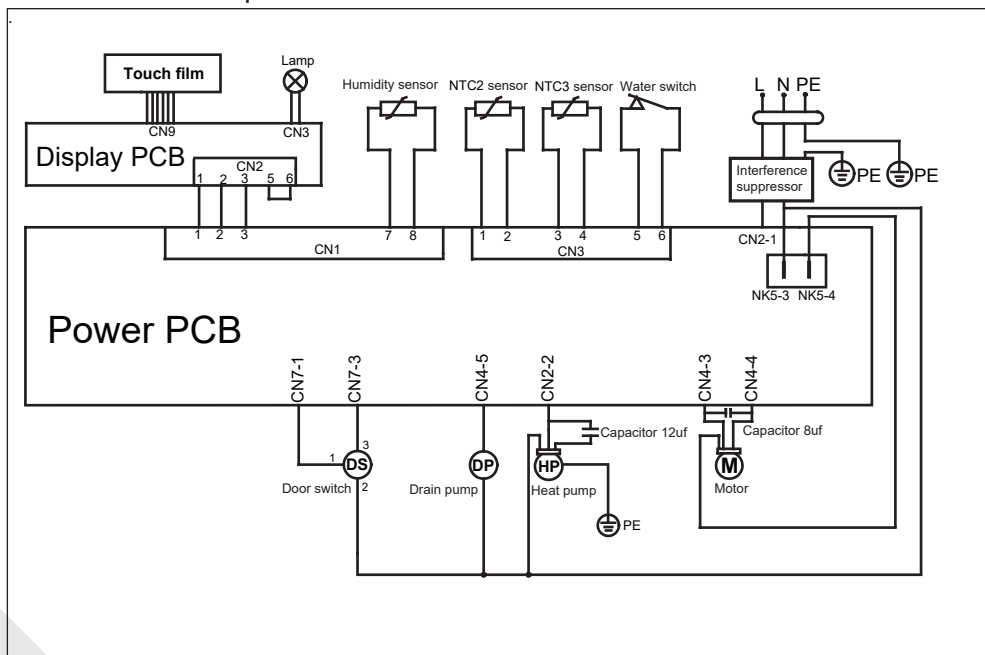 Touch film
Lamp
Humidity sensor
NTC2 sensor
NTC3 sensor
Water switch
L N PE
CN9
CN3
Display PCB
CN2
1 2 3 5 6
Interference
suppressor
PE
PE
1 2 3
7 8
1 2
3 4
5 6
CN2-1
CN1
CN3
NK5-3 NK5-4
Power PCB
CN7-1
CN7-3
CN4-5
CN2-2
CN4-3
CN4-4
3
1
DS
2
Door switch
DP
Drain pump
Capacitor 12uf
HP
Heat pump
PE
Capacitor 8uf
M
Motor